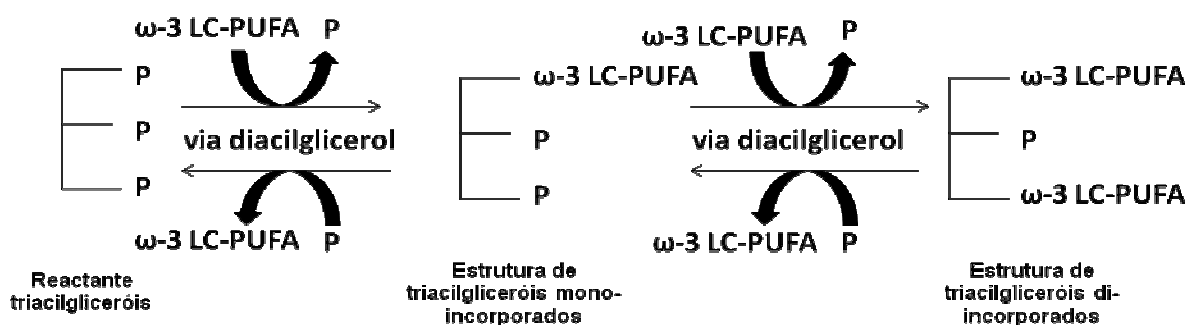 ω-3 LC-PUFA P
P
P
P
via diacilglicerol
ω-3 LC-PUFA P
Reactante
triacilgliceróis
ω-3 LC-PUFA
P
P
Estrutura de
triacilgliceróis mono-
incorporados
ω-3 LC-PUFA P
via diacilglicerol
ω-3 LC-PUFA P
ω-3 LC-PUFA
P
ω-3 LC-PUFA
Estrutura de
triacilgliceróis di-
incorporados